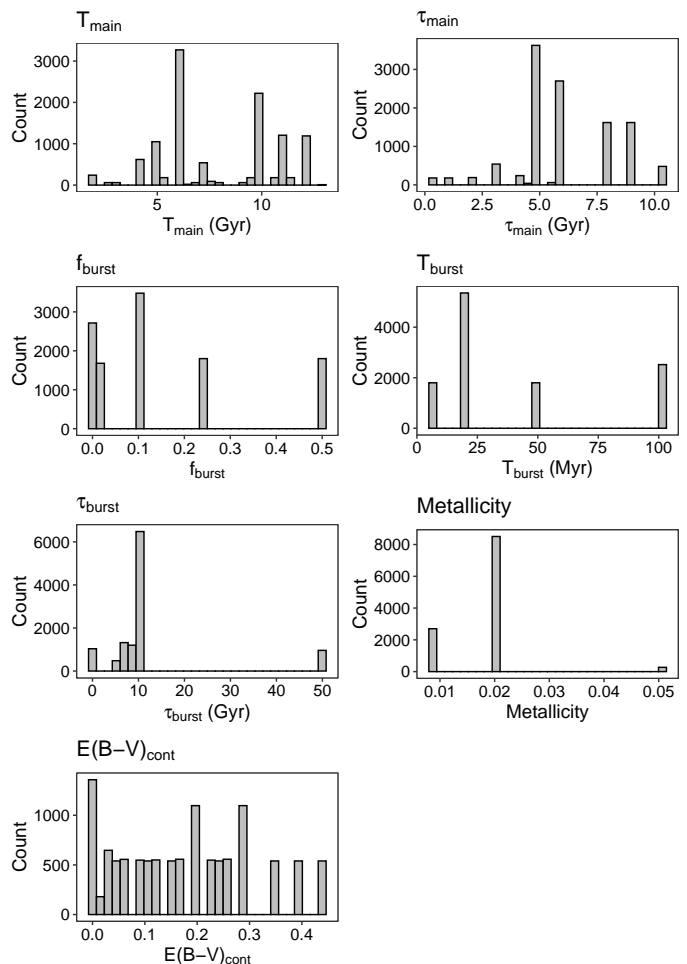 T_main
3000
2000
1000
0
Count
5
10
T_main (Gyr)
τ_main
3000
2000
1000
0
Count
0.0
2.5
5.0
7.5
10.0
τ_main (Gyr)
f_burst
3000
2000
1000
0
Count
0.0
0.1
0.2
0.3
0.4
0.5
f_burst
T_burst
4000
2000
0
Count
25
50
75
100
T_burst (Myr)
τ_burst
6000
4000
2000
0
Count
0
10
20
30
40
50
τ_burst (Gyr)
Metallicity
8000
6000
4000
2000
0
Count
0.01
0.02
0.03
0.04
0.05
Metallicity
E(B−V)_cont
1000
500
0
Count
0.0
0.1
0.2
0.3
0.4
E(B−V)_cont